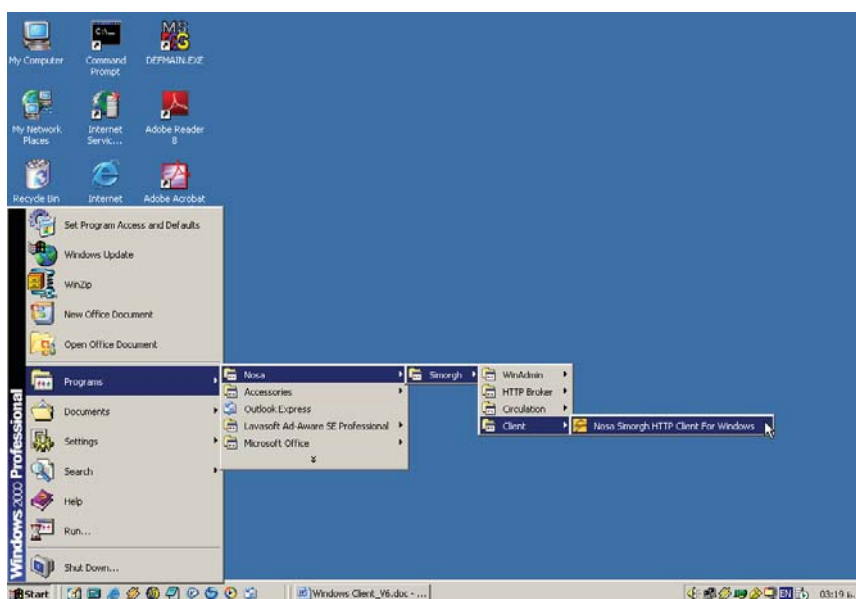 My Computer
Command
Prompt
DEFMAIN.EXE
My Network
Places
Internet
Servic...
Adobe Reader
8
Recycle Bin
Internet
Adobe Acrobat
Set Program Access and Defaults
Windows Update
WinZip
New Office Document
Open Office Document
Programs
Documents
Settings
Search
Help
Run...
Shut Down...
Windows 2000 Professional
Nosa
Accessories
Outlook Express
Lavasoft Ad-Aware SE Professional
Microsoft Office
Simorgh
WinAdmin
HTTP Broker
Circulation
Client
Nosa Simorgh HTTP Client For Windows
Start
Windows Client_V6.doc - ...
EN
03:19